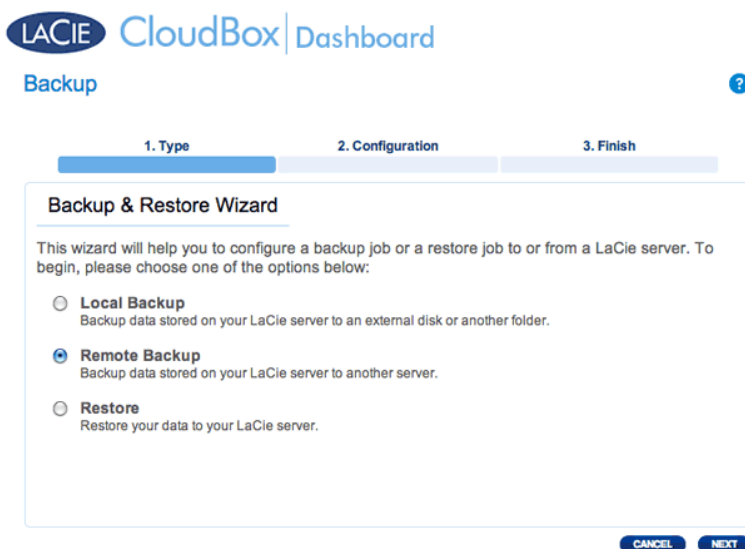 LACIE CloudBox Dashboard
Backup
?
1. Type 2. Configuration 3. Finish
Backup & Restore Wizard
This wizard will help you to configure a backup job or a restore job to or from a LaCie server. To
begin, please choose one of the options below:
Local Backup
Backup data stored on your LaCie server to an external disk or another folder.
Remote Backup
Backup data stored on your LaCie server to another server.
Restore
Restore your data to your LaCie server.
CANCEL NEXT